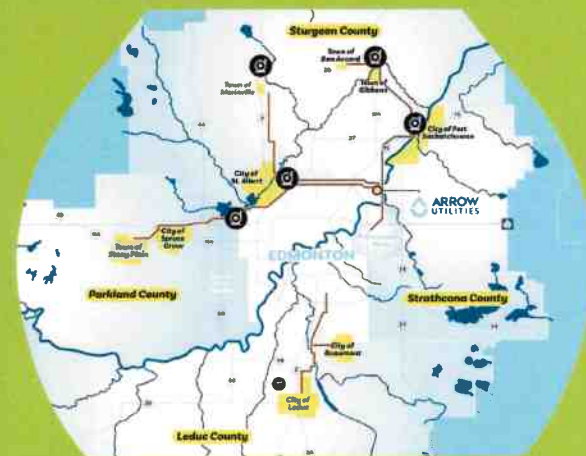 Sturgeon County
Town of
Bon Accord
Town of
Gibbons
Town of
Morinville
City of Fort
Saskatchewan
City of
St. Albert
ARROW
UTILITIES
City of
Spruce
Grove
Town of
Stony Plain
EDMONTON
Parkland County
Strathcona County
City of
Beaumont
City of
Leduc
Leduc County